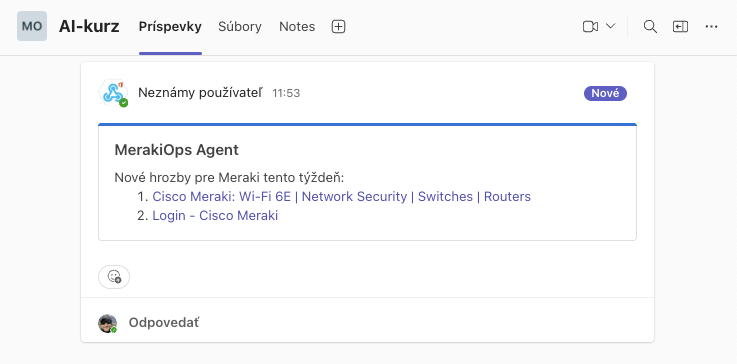 MO
AI-kurz
Príspevky
Súbory
Notes
Neznámy používateľ 11:53
Nové
MerakiOps Agent
Nové hrozby pre Meraki tento týždeň:
1. Cisco Meraki: Wi-Fi 6E | Network Security | Switches | Routers
2. Login - Cisco Meraki
Odpovedať